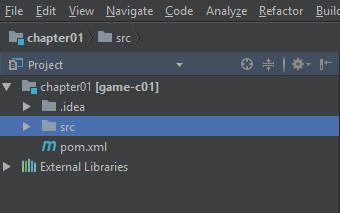 File Edit View Navigate Code Analyze Refactor Buil
chapter01 src
Project
chapter01 [game-c01]
.idea
src
pom.xml
External Libraries